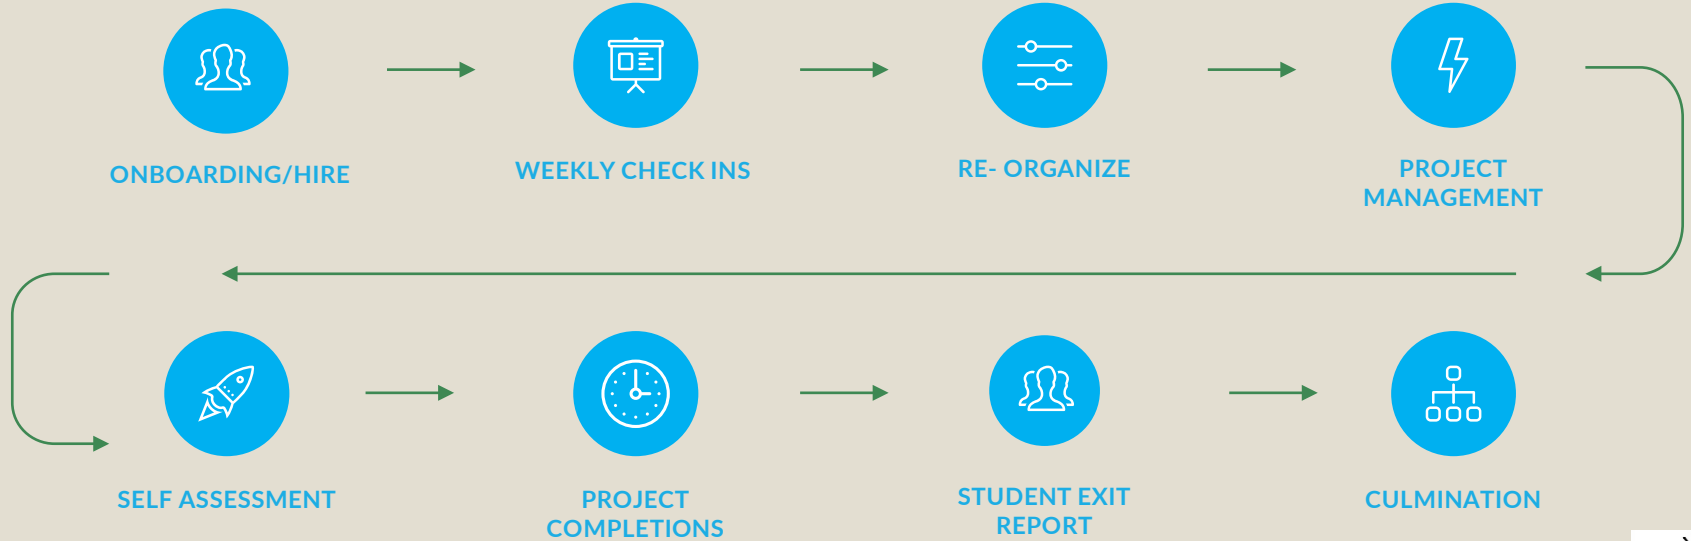 ONBOARDING/HIRE
WEEKLY CHECK INS
RE- ORGANIZE
PROJECT
MANAGEMENT
SELF ASSESSMENT
PROJECT
COMPLETIONS
STUDENT EXIT
REPORT
CULMINATION